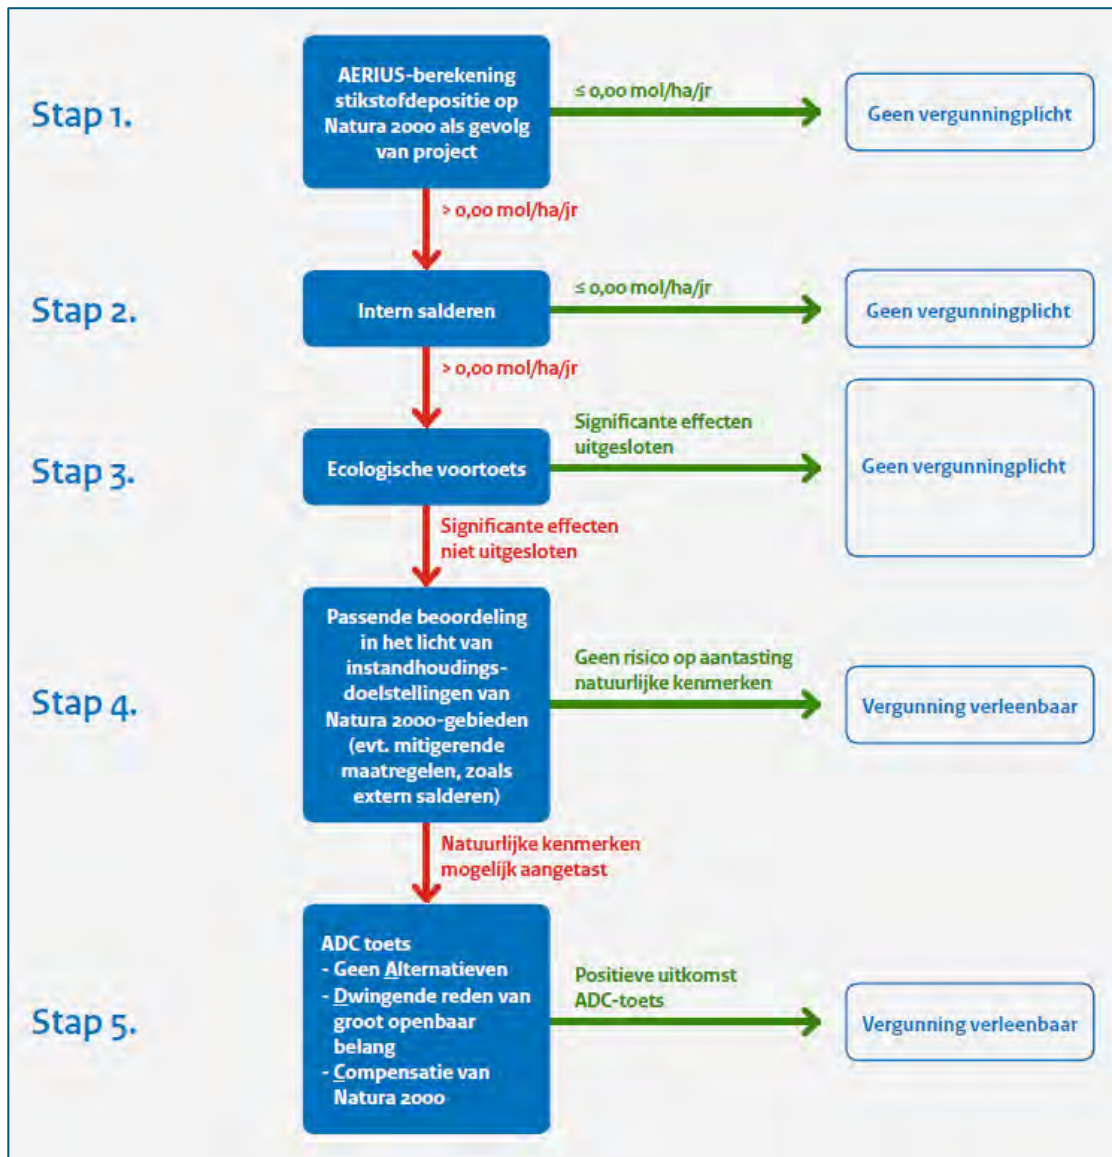 Stap 1.
AERIUS-berekening
stikstofdepositie op
Natura 2000 als gevolg
van project
≤ 0,00 mol/ha/jr
Geen vergunningplicht
> 0,00 mol/ha/jr
Stap 2.
Intern salderen
≤ 0,00 mol/ha/jr
Geen vergunningplicht
> 0,00 mol/ha/jr
Stap 3.
Ecologische voortoets
Significante effecten
uitgesloten
Geen vergunningplicht
Significante effecten
niet uitgesloten
Stap 4.
Passende beoordeling
in het licht van
instandhoudings-
doelstellingen van
Natura 2000-gebieden
(evt. mitigerende
maatregelen, zoals
extern salderen)
Geen risico op aantasting
natuurlijke kenmerken
Vergunning verleenbaar
Natuurlijke kenmerken
mogelijk aangetast
Stap 5.
ADC toets
- Geen Alternatieven
- Dwingende reden van
groot openbaar
belang
- Compensatie van
Natura 2000
Positieve uitkomst
ADC-toets
Vergunning verleenbaar